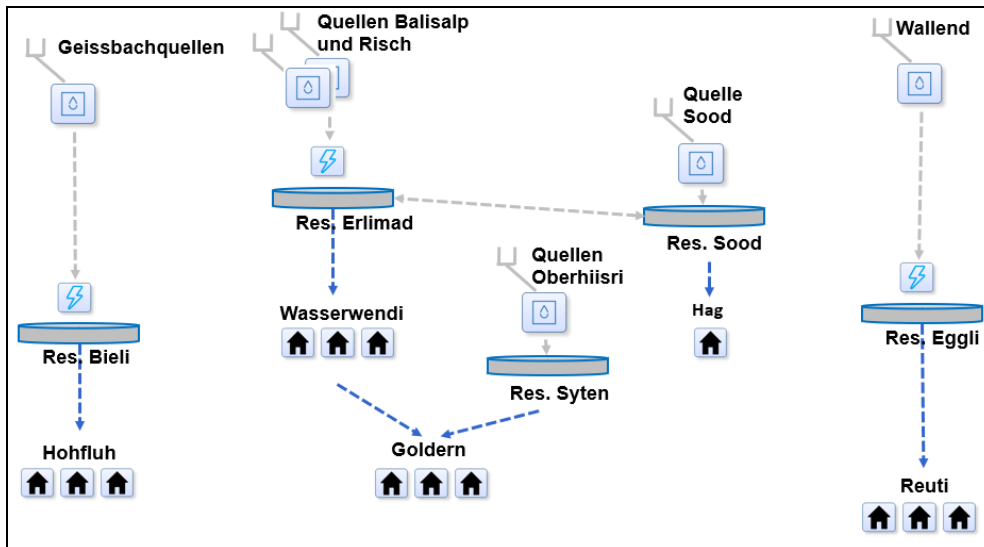 Geissbachquellen
Quellen Balisalp
und Risch
Wallend
Quelle
Sood
Res. Erlimad
Res. Sood
Quellen
Oberhiisri
Wasserwendi
Hag
Res. Bieli
Res. Eggli
Res. Syten
Hohfluh
Goldern
Reuti